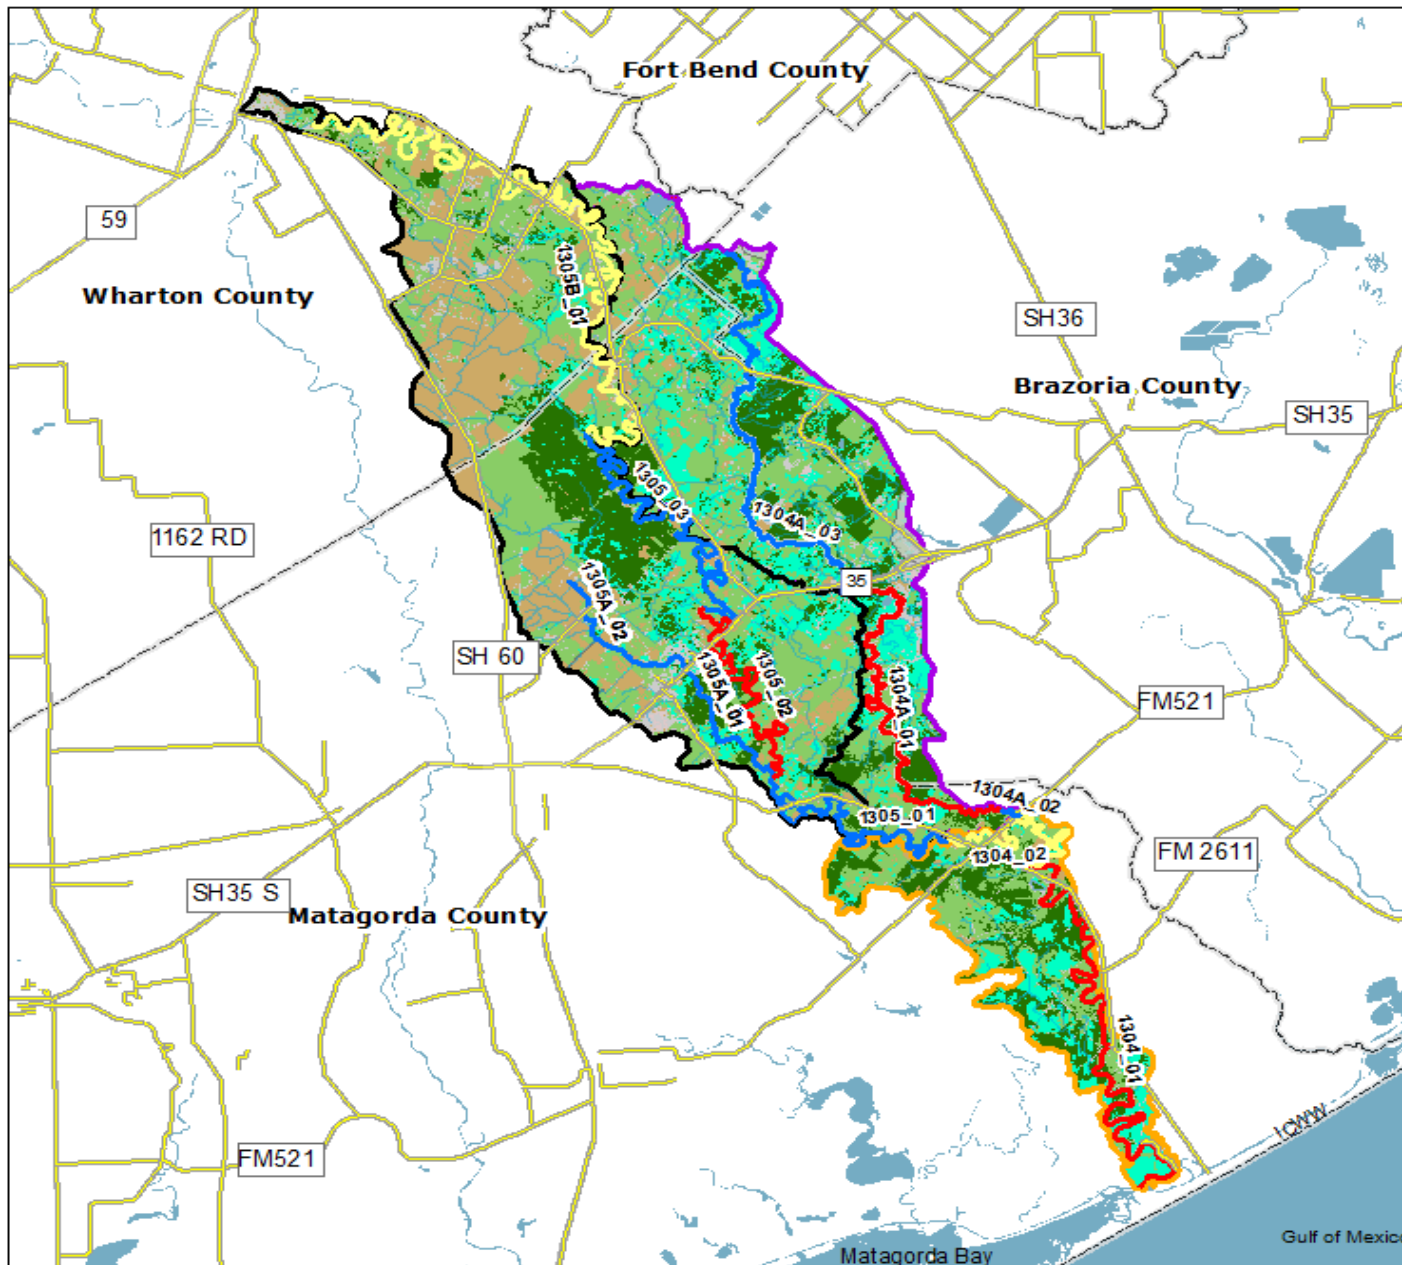 Fort Bend County
59
1305B_01
Wharton County
SH36
Brazoria County
SH35
1305_03
1304A_03
1162 RD
35
1305A_02
SH 60
1305A_01
1305_02
1304A_01
FM521
1304A_02
1305_01
1304_02
FM 2611
SH35 S
Matagorda County
1304_01
ICWW
FM521
Gulf of Mexico
Matagorda Bay